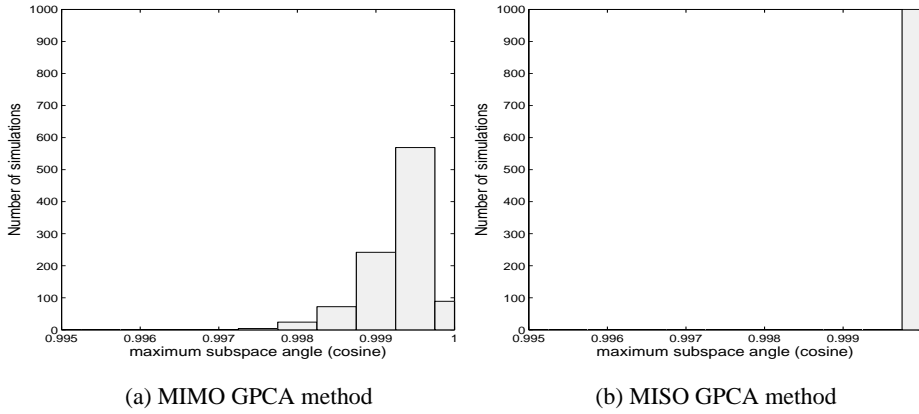 1000
900
800
700
600
500
400
300
200
100
0
Number of simulations
0.995 0.996 0.997 0.998 0.999 1
maximum subspace angle (cosine)
(a) MIMO GPCA method
1000
900
800
700
600
500
400
300
200
100
0
Number of simulations
0.995 0.996 0.997 0.998 0.999
maximum subspace angle (cosine)
(b) MISO GPCA method